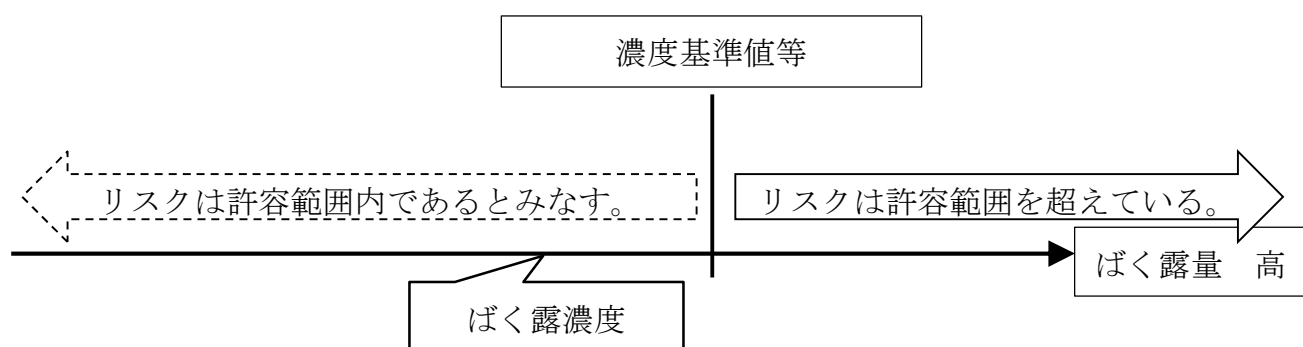 濃度基準値等
リスクは許容範囲内であるとみなす。
リスクは許容範囲を超えている。
ばく露量　高
ばく露濃度